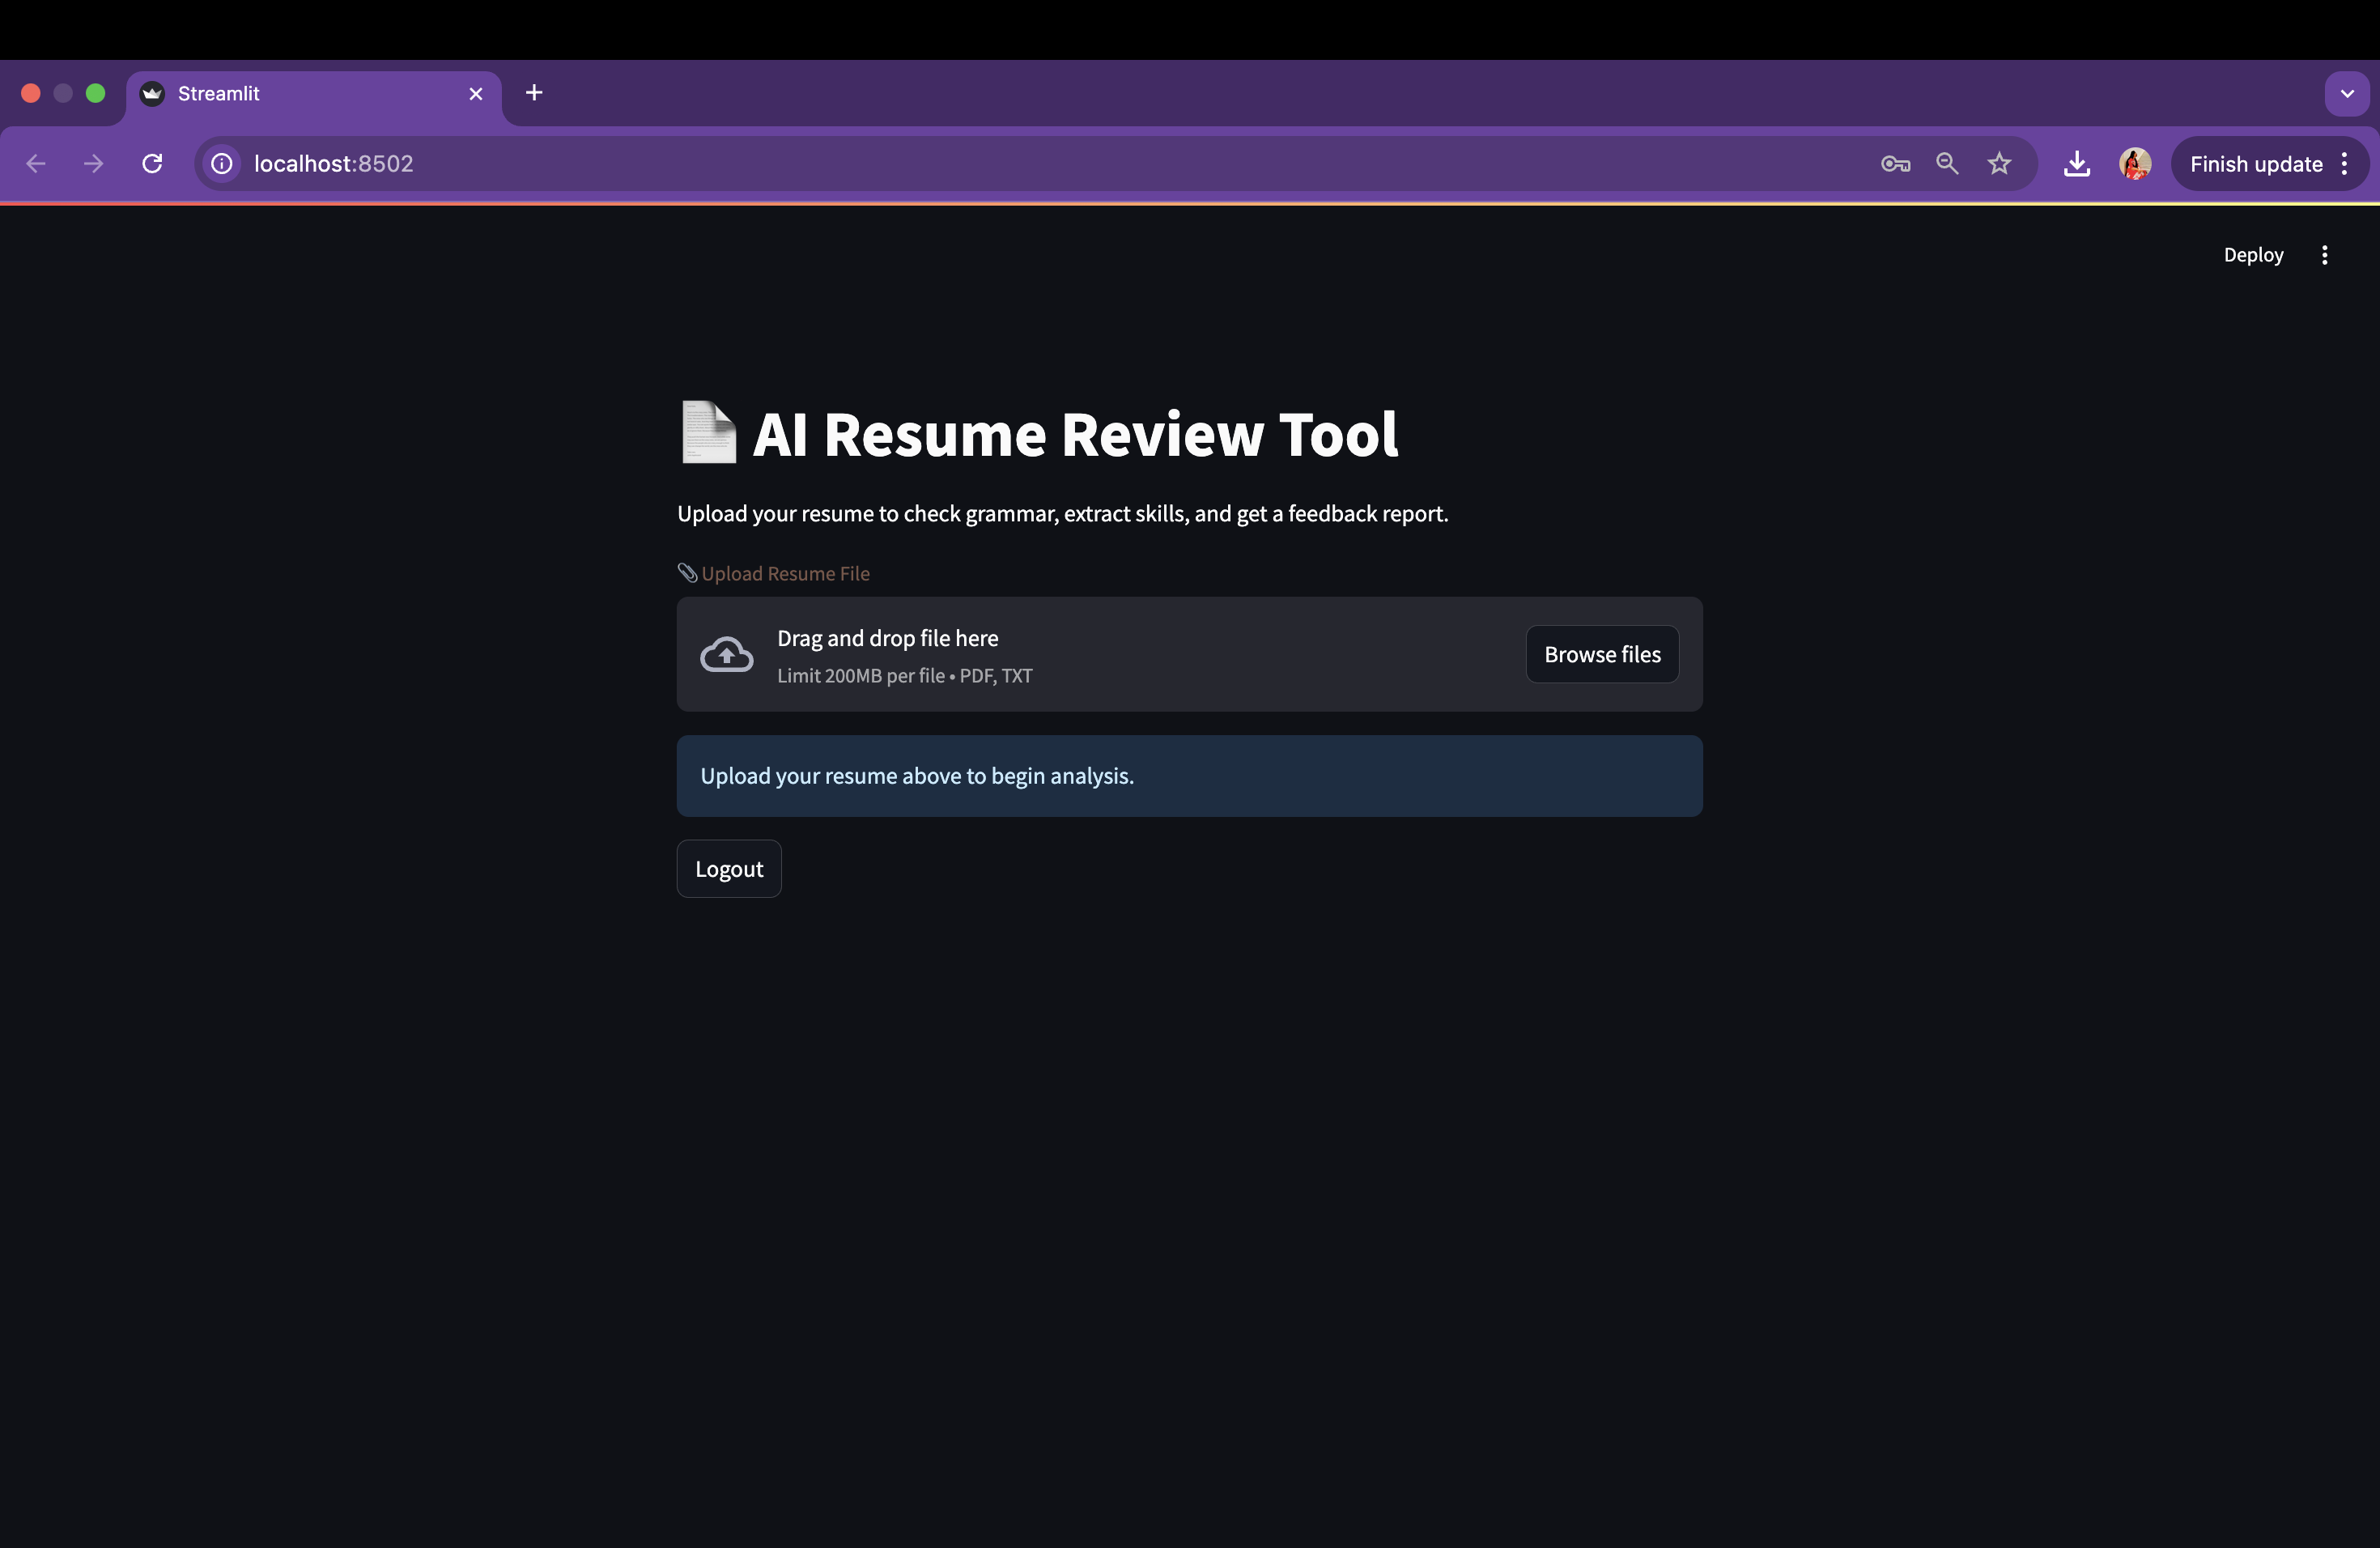 Streamlit
localhost:8502
Finish update
Deploy
AI Resume Review Tool
Upload your resume to check grammar, extract skills, and get a feedback report.
Upload Resume File
Drag and drop file here
Limit 200MB per file • PDF, TXT
Browse files
Upload your resume above to begin analysis.
Logout